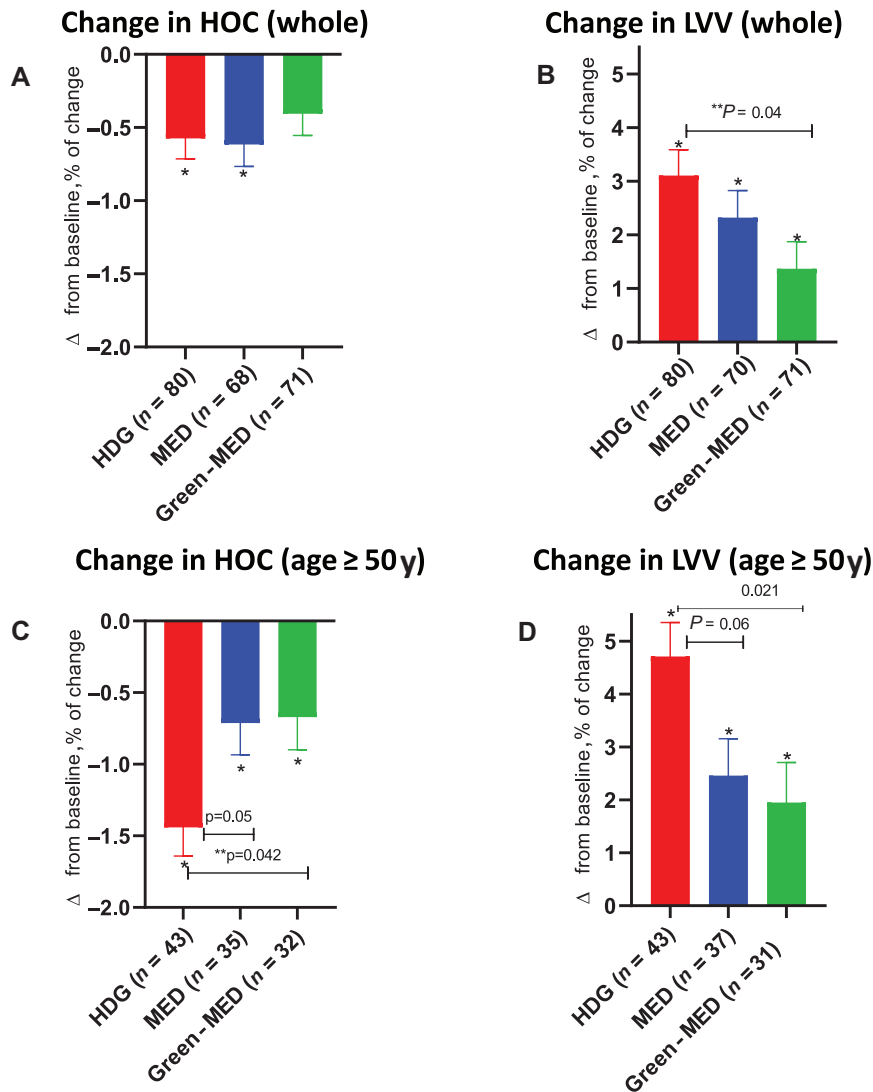 Change in HOC (whole)
A
Δ from baseline, % of change
0.0
–0.5
–1.0
–1.5
–2.0
*
*
HDG (n = 80)
MED (n = 68)
Green-MED (n = 71)
Change in LVV (whole)
B
Δ from baseline, % of change
5
4
3
2
1
0
**P = 0.04
*
*
*
HDG (n = 80)
MED (n = 70)
Green-MED (n = 71)
Change in HOC (age ≥ 50 y)
C
Δ from baseline, % of change
0.0
–0.5
–1.0
–1.5
–2.0
*
*
p=0.05
*
**p=0.042
HDG (n = 43)
MED (n = 35)
Green-MED (n = 32)
Change in LVV (age ≥ 50 y)
D
Δ from baseline, % of change
5
4
3
2
1
0
0.021
*
P = 0.06
*
*
HDG (n = 43)
MED (n = 37)
Green-MED (n = 31)